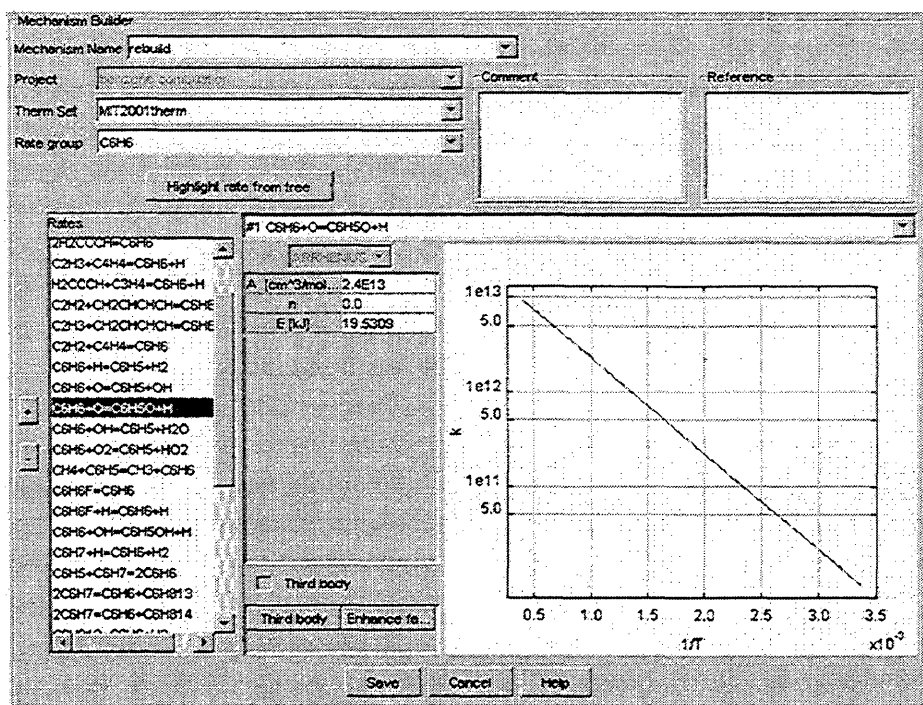 Mechanism Builder
Mechanism Name rebuild
Project
Therm Set MIT2001therm
Rate group C6H6
Comment
Reference
Highlight rate from tree
Rates
2H2CCCH=C6H6
C2H3+C4H4=C6H6+H
H2CCCH+C3H4=C6H6+H
C2H2+CH2CHCHCH=C6H6
C2H3+CH2CHCHCH=C6H6
C2H2+C4H4=C6H6
C6H6+H=C6H5+H2
C6H6+O=C6H5+OH
C6H6+O=C6H5O+H
C6H6+OH=C6H5+H2O
C6H6+O2=C6H5+HO2
CH4+C6H5=CH3+C6H6
C6H6F=C6H6
C6H6F+H=C6H6+H
C6H6+OH=C6H5OH+H
C6H7+H=C6H6+H2
C6H5+C6H7=2C6H6
2C6H7=C6H6+C6H813
2C6H7=C6H6+C6H814
+
-
#1 C6H6+O=C6H5O+H
ARRHENIUS
A [cm^3/mol... 2.4E13
n 0.0
E [kJ] 19.5309
Third body
Third body Enhance fa...
1e13
5.0
1e12
5.0
1e11
5.0
k
0.5 1.0 1.5 2.0 2.5 3.0 3.5
1/T x10^-3
Save Cancel Help